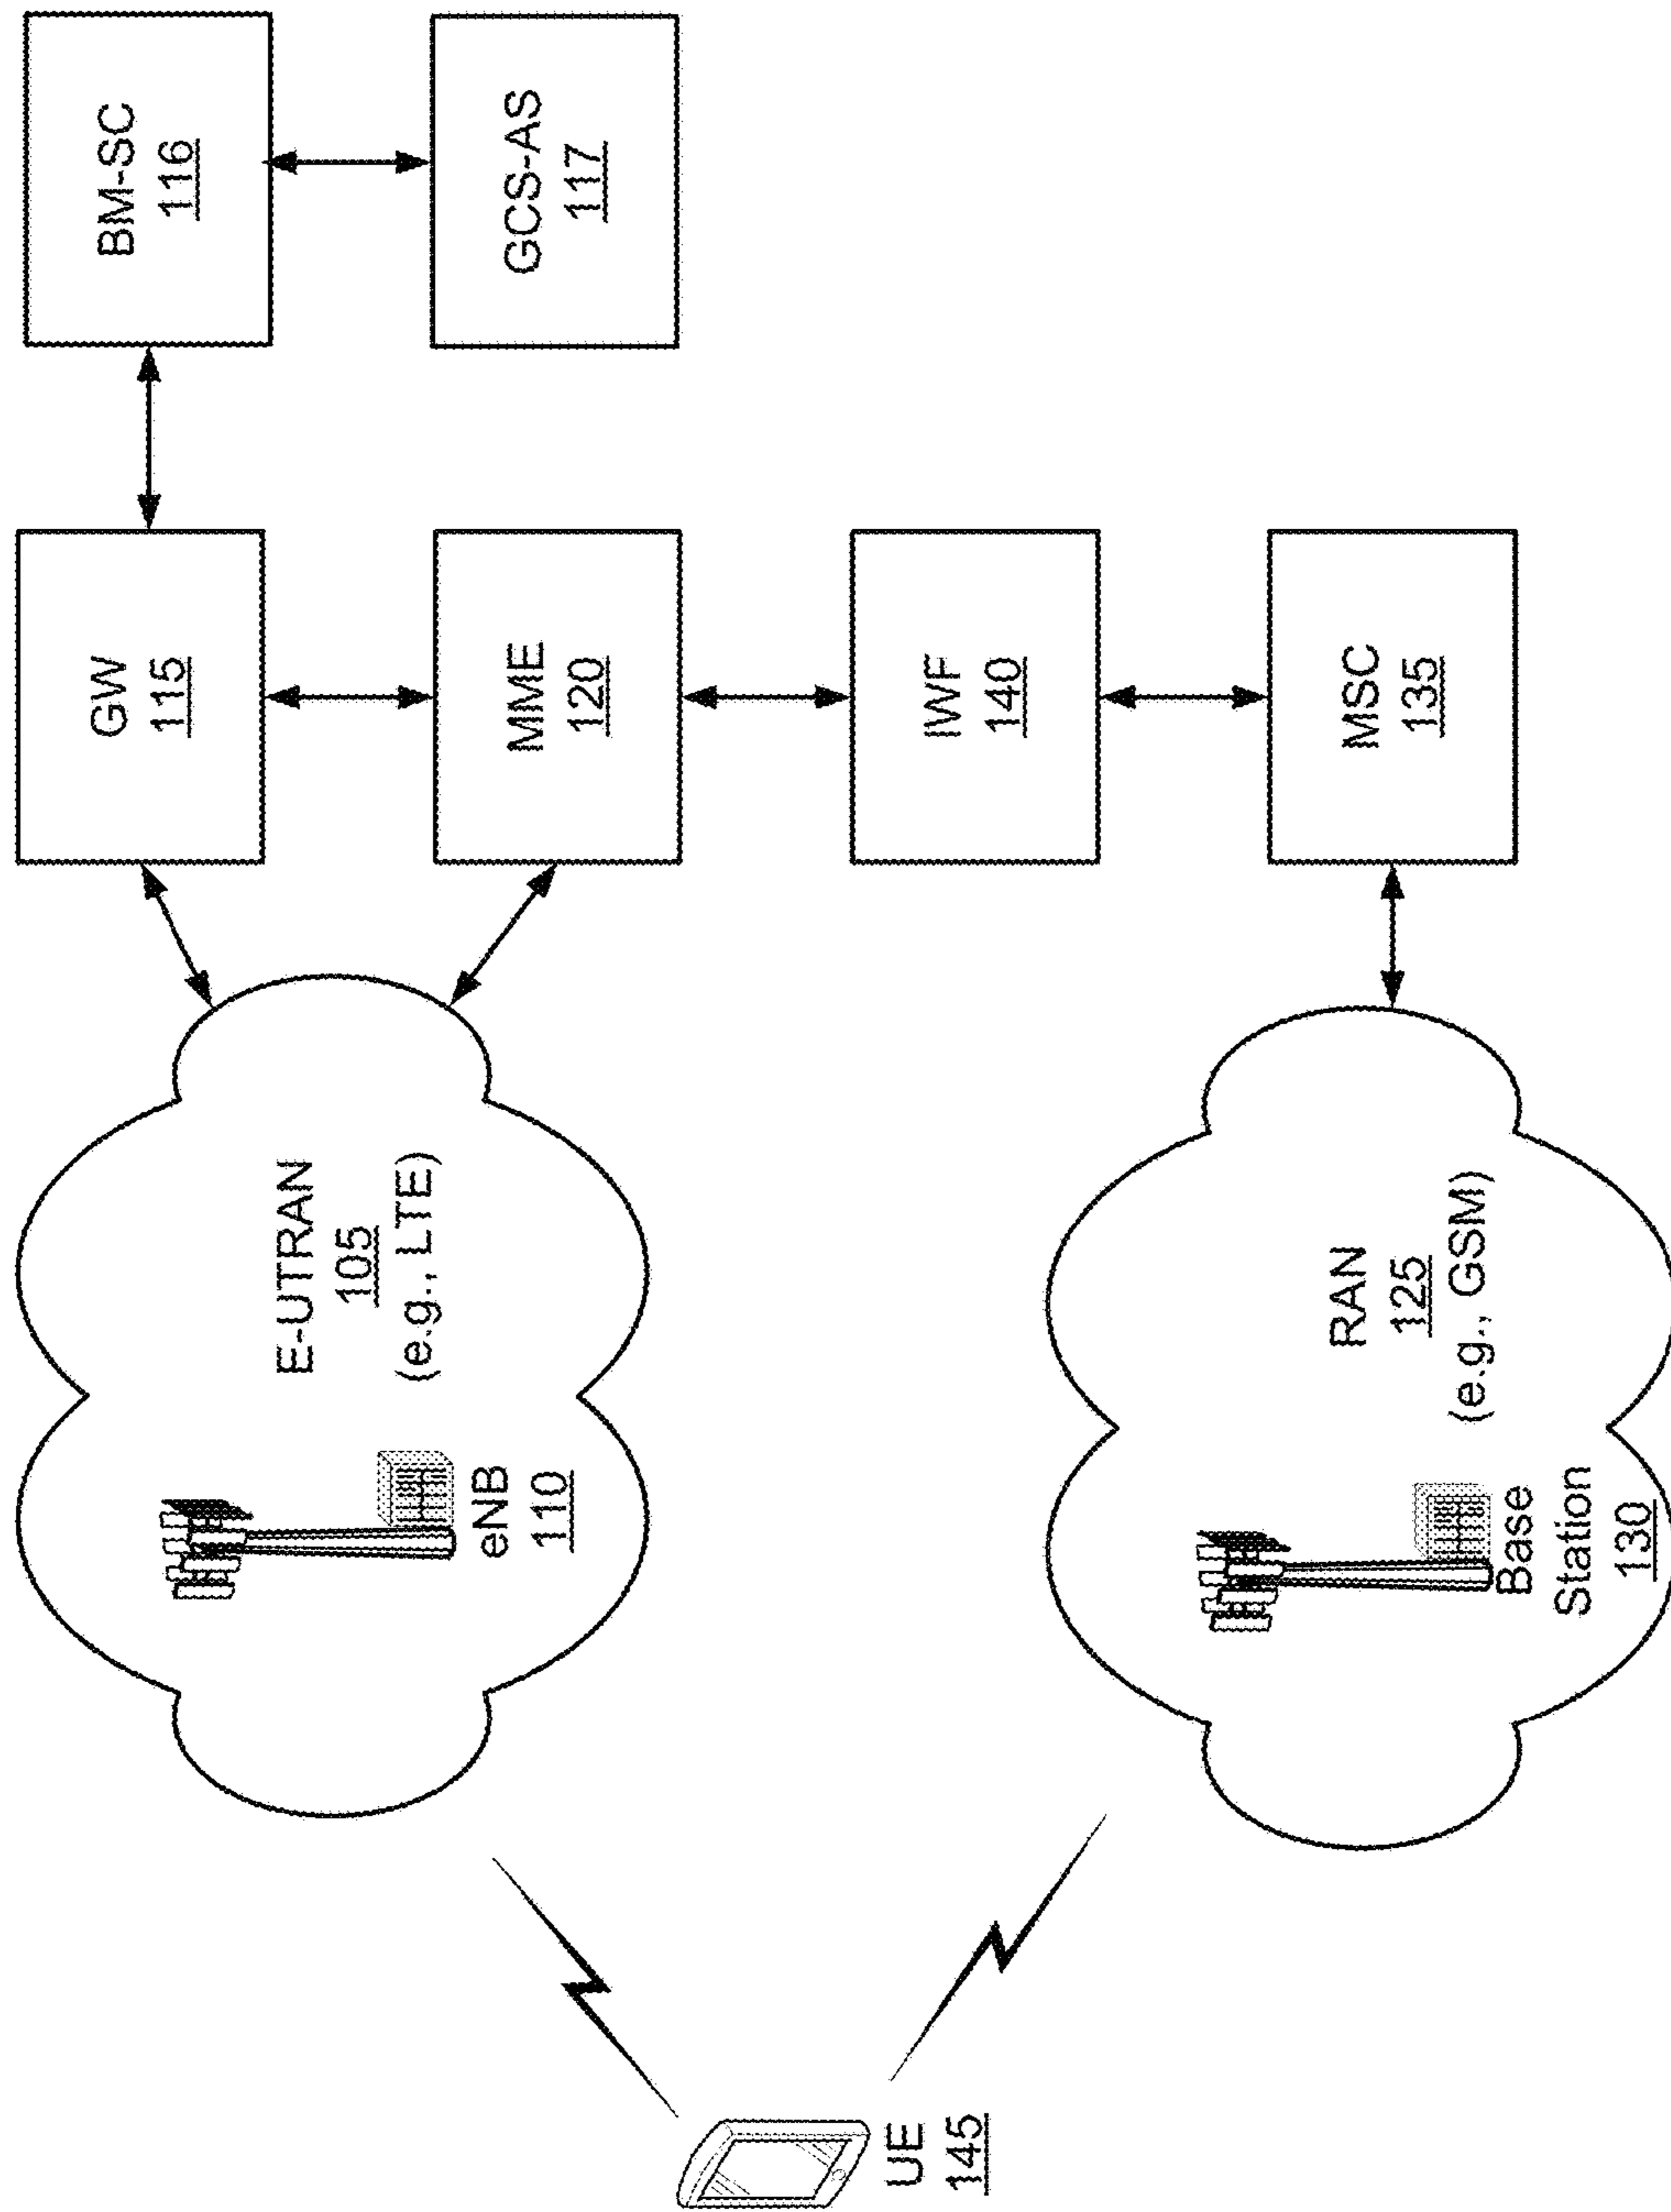 BM-SC
116
GCS-AS
117
GW
115
MME
120
IWF
140
MSC
135
E-UTRAN
105
(e.g., LTE)
eNB
110
RAN
125
(e.g., GSM)
Base
Station
130
UE
145